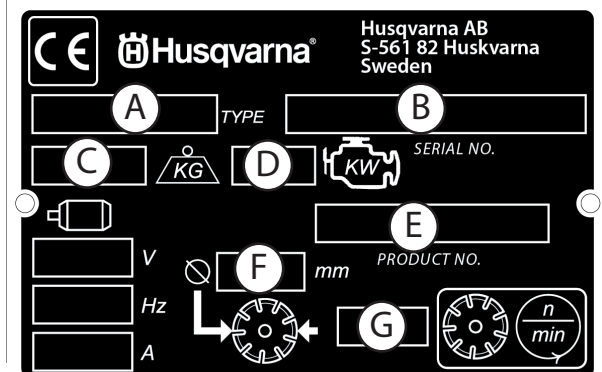 CE Husqvarna®
Husqvarna AB
S-561 82 Huskvarna
Sweden
A TYPE B
SERIAL NO.
C KG D KW
E
PRODUCT NO.
V
F mm
Hz
G
n
min
A